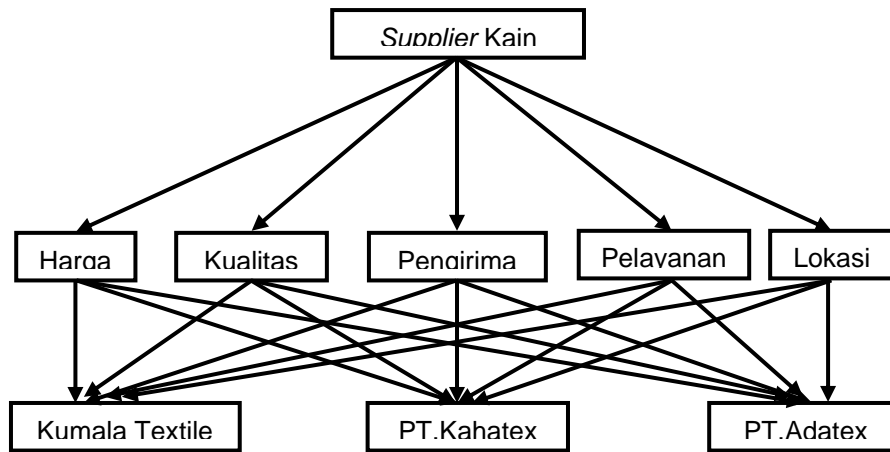 Supplier Kain
Harga
Kualitas
Pengirima
Pelayanan
Lokasi
Kumala Textile
PT.Kahatex
PT.Adatex